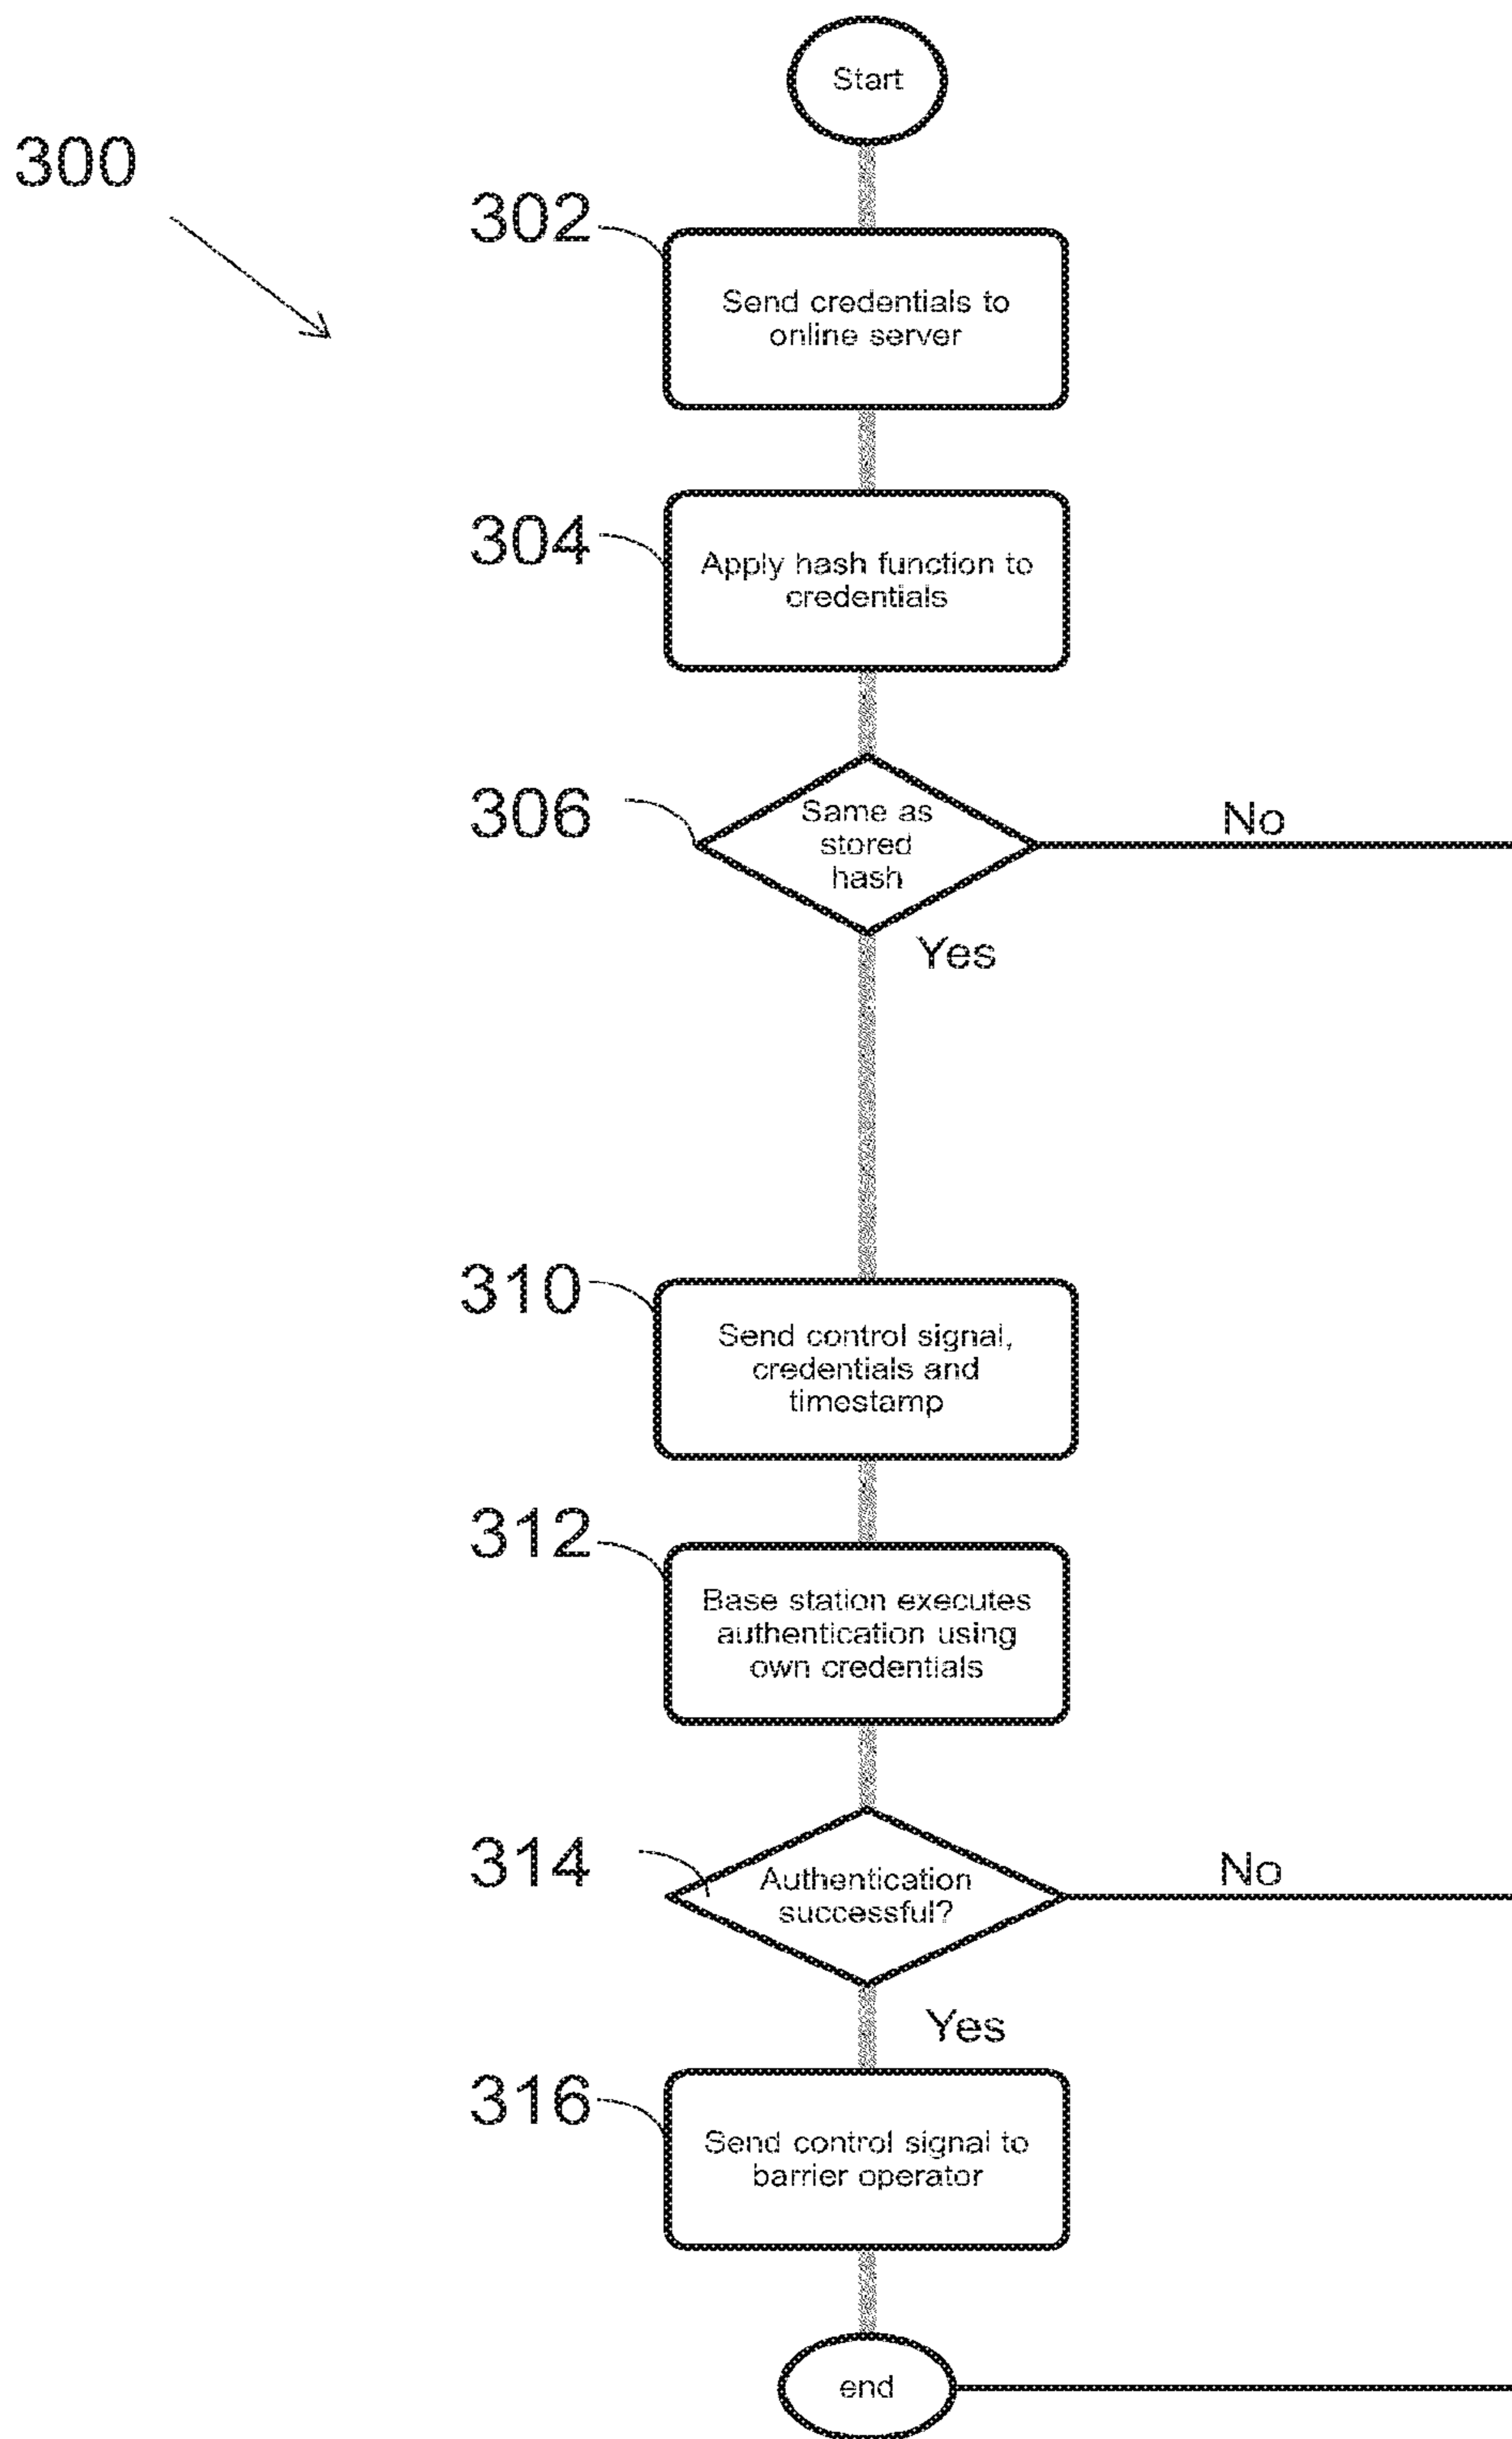 Start
300
302
Send credentials to
online server
304
Apply hash function to
credentials
306
Same as
stored
hash
No
Yes
310
Send control signal,
credentials and
timestamp
312
Base station executes
authentication using
own credentials
314
Authentication
successful?
No
Yes
316
Send control signal to
barrier operator
end